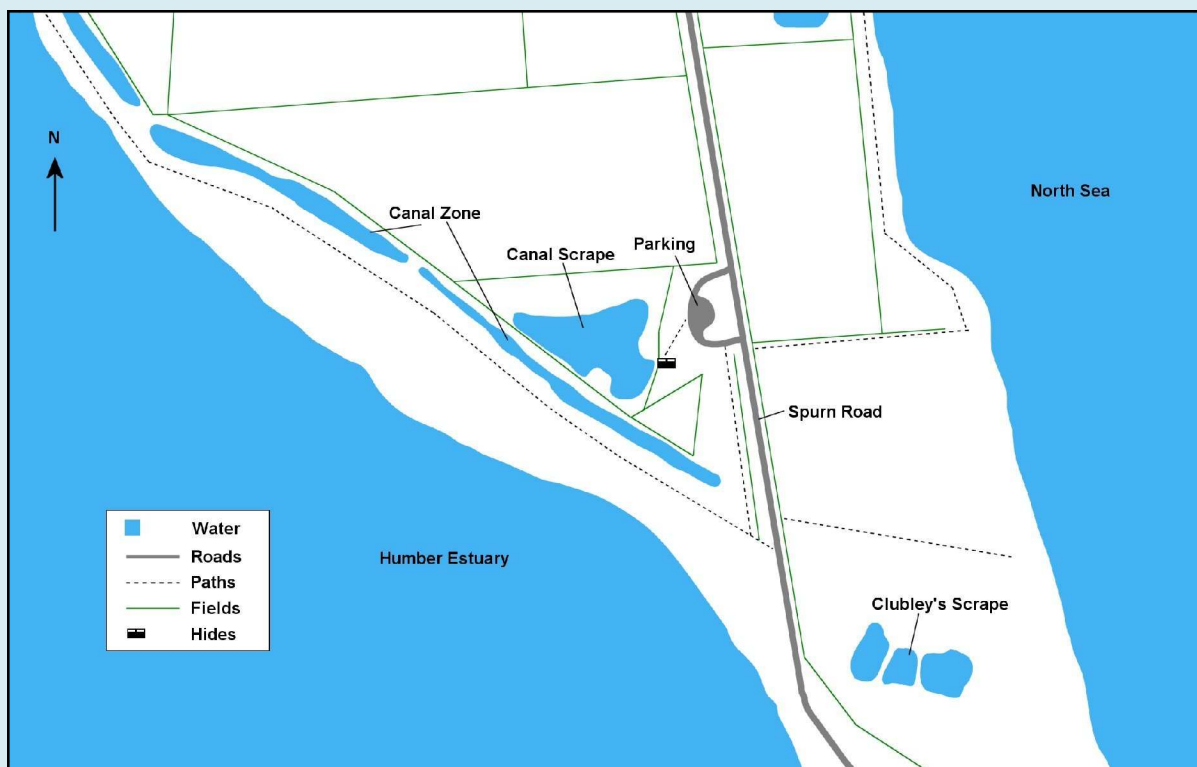 N
North Sea
Canal Zone
Canal Scrape
Parking
Spurn Road
Water
Roads
Paths
Fields
Hides
Humber Estuary
Clubley's Scrape